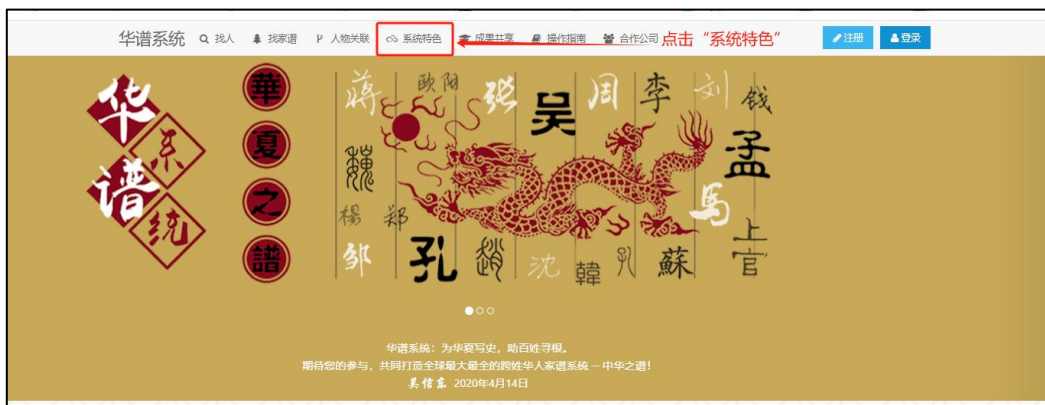 华谱系统 找人 找家谱 人物关联 系统特色 成果共享 操作指南 合作公司 点击“系统特色” 注册 登录
华谱系统
華夏之譜
蒋 欧阳 张 吴 周 李 刘 钱
魏 孟
楊 郑 馬
邹 孔 趙 沈 韓 孔 蘇 上官
华谱系统:为华夏写史,助百姓寻根。
期待您的参与,共同打造全球最大最全的跨姓华人家谱系统—中华之谱!
吴信东 2020年4月14日